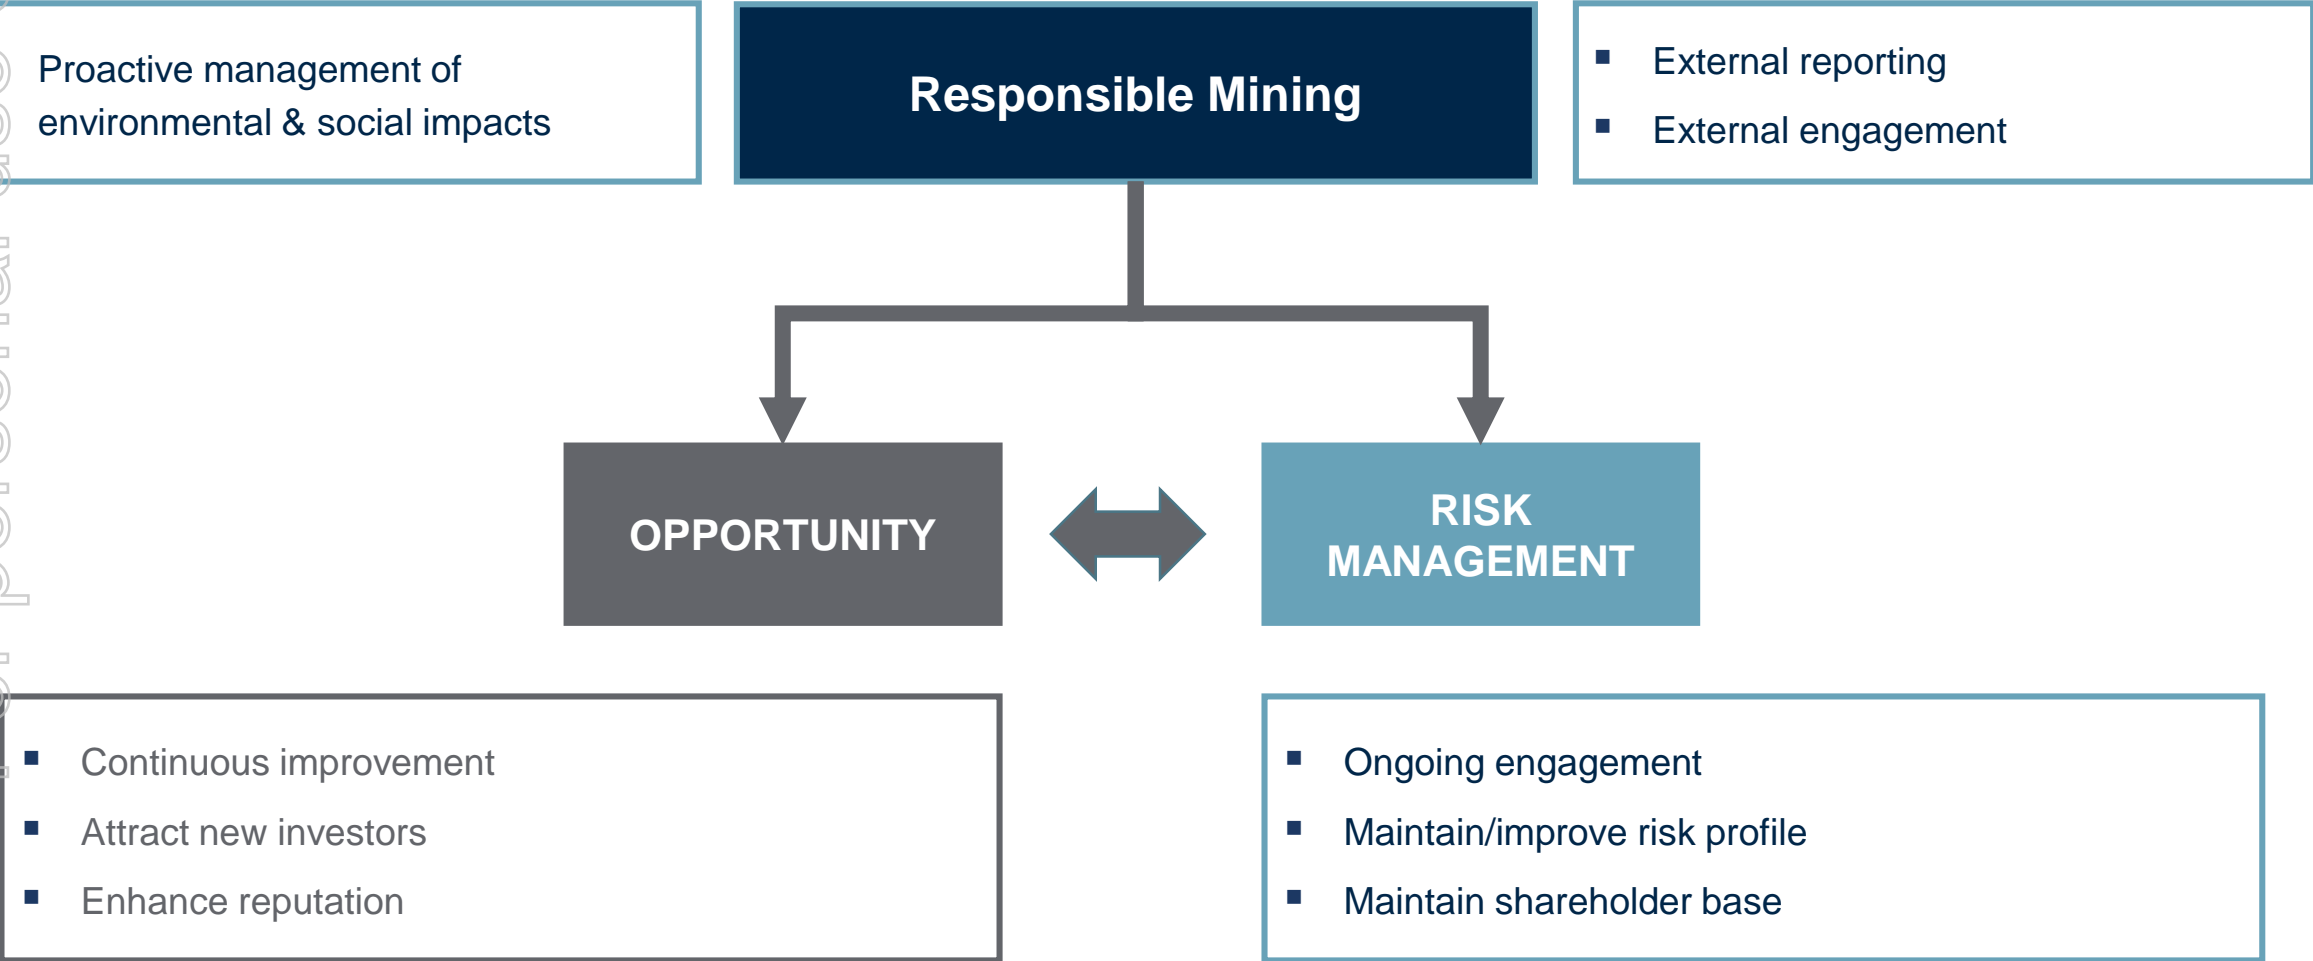 Proactive management of
environmental & social impacts
Responsible Mining
▪ External reporting
▪ External engagement
OPPORTUNITY
RISK
MANAGEMENT
▪ Continuous improvement
▪ Attract new investors
▪ Enhance reputation
▪ Ongoing engagement
▪ Maintain/improve risk profile
▪ Maintain shareholder base